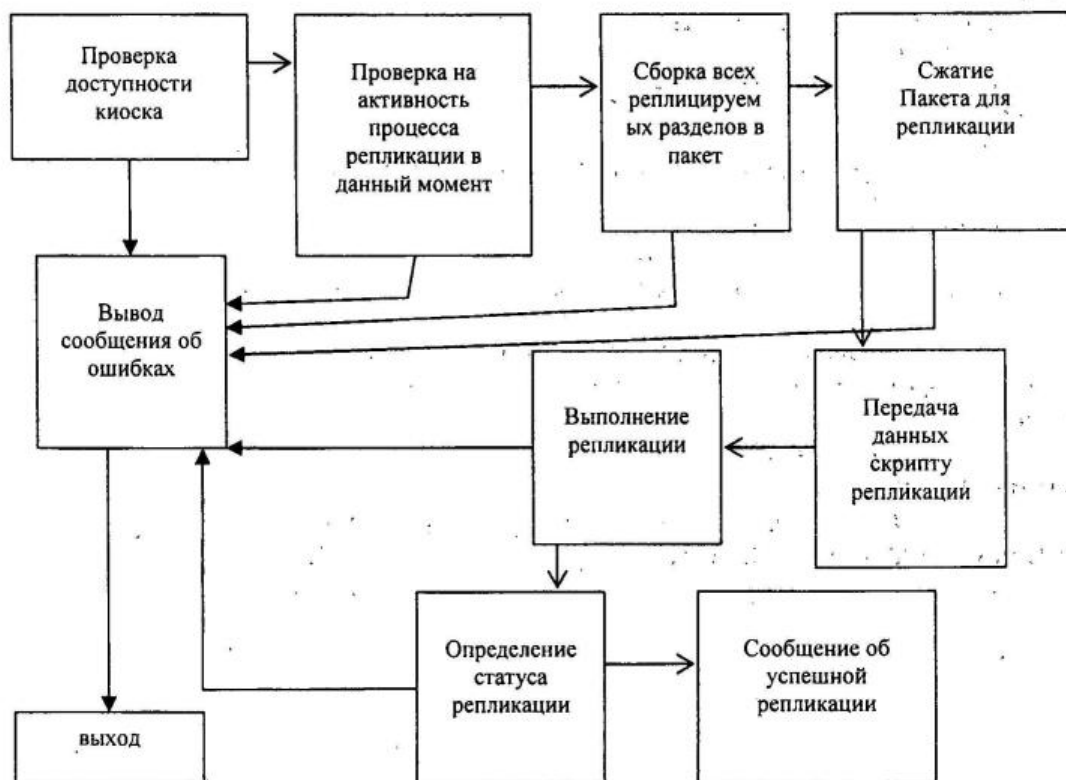 Проверка
доступности
киоска
Проверка на
активность
процесса
репликации в
данный момент
Сборка всех
реплицируем
ых разделов в
пакет
Сжатие
Пакета для
репликации
Вывод
сообщения об
ошибках
Выполнение
репликации
Передача
данных
скрипту
репликаций
Определение
статуса
репликации
Сообщение об
успешной
репликации
выход